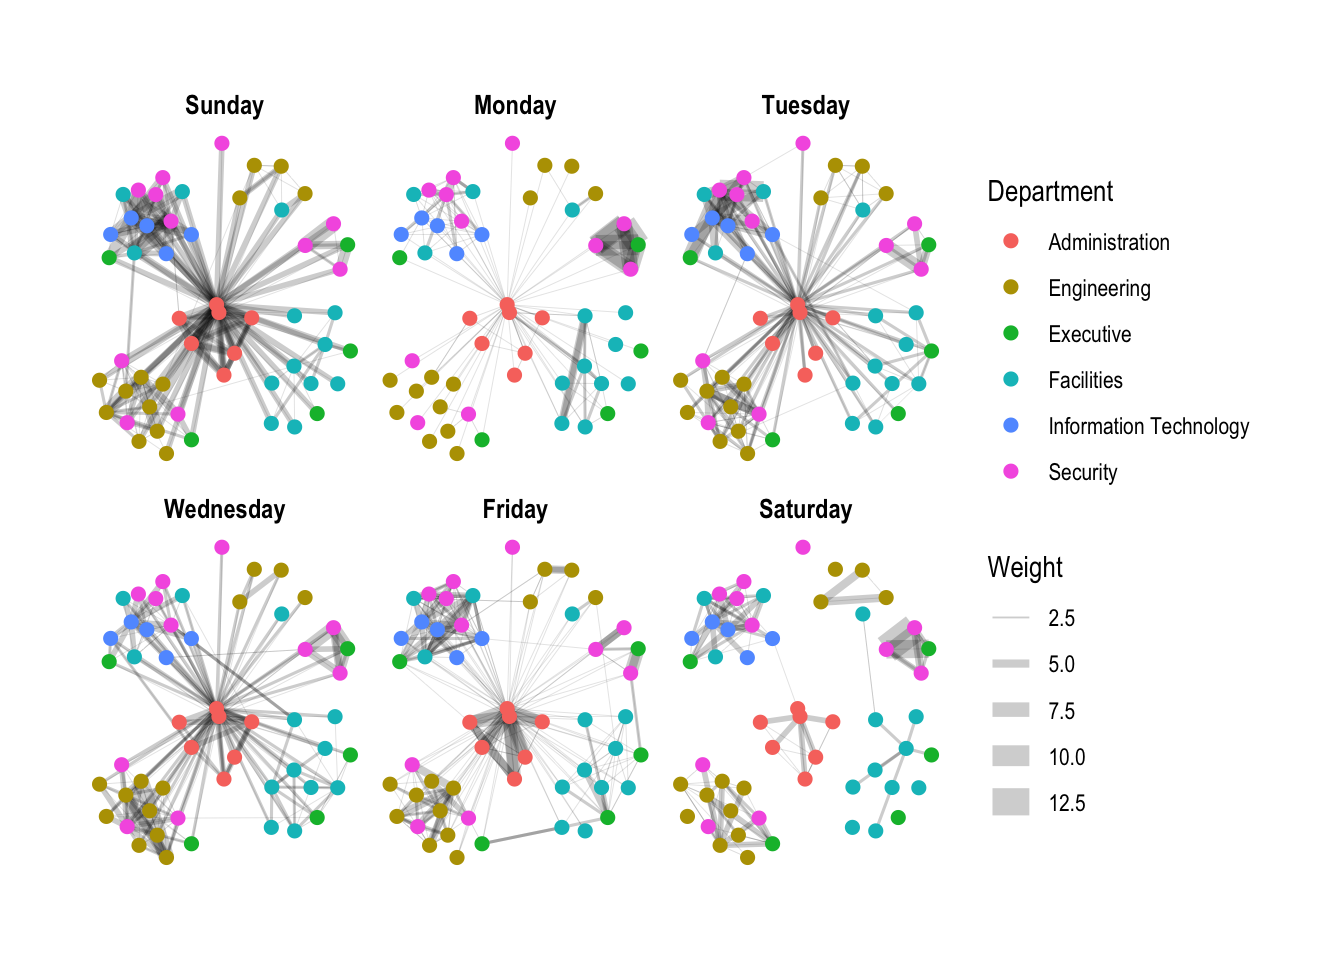 Sunday
Monday
Tuesday
Wednesday
Friday
Saturday
Department
Administration
Engineering
Executive
Facilities
Information Technology
Security
Weight
2.5
5.0
7.5
10.0
12.5